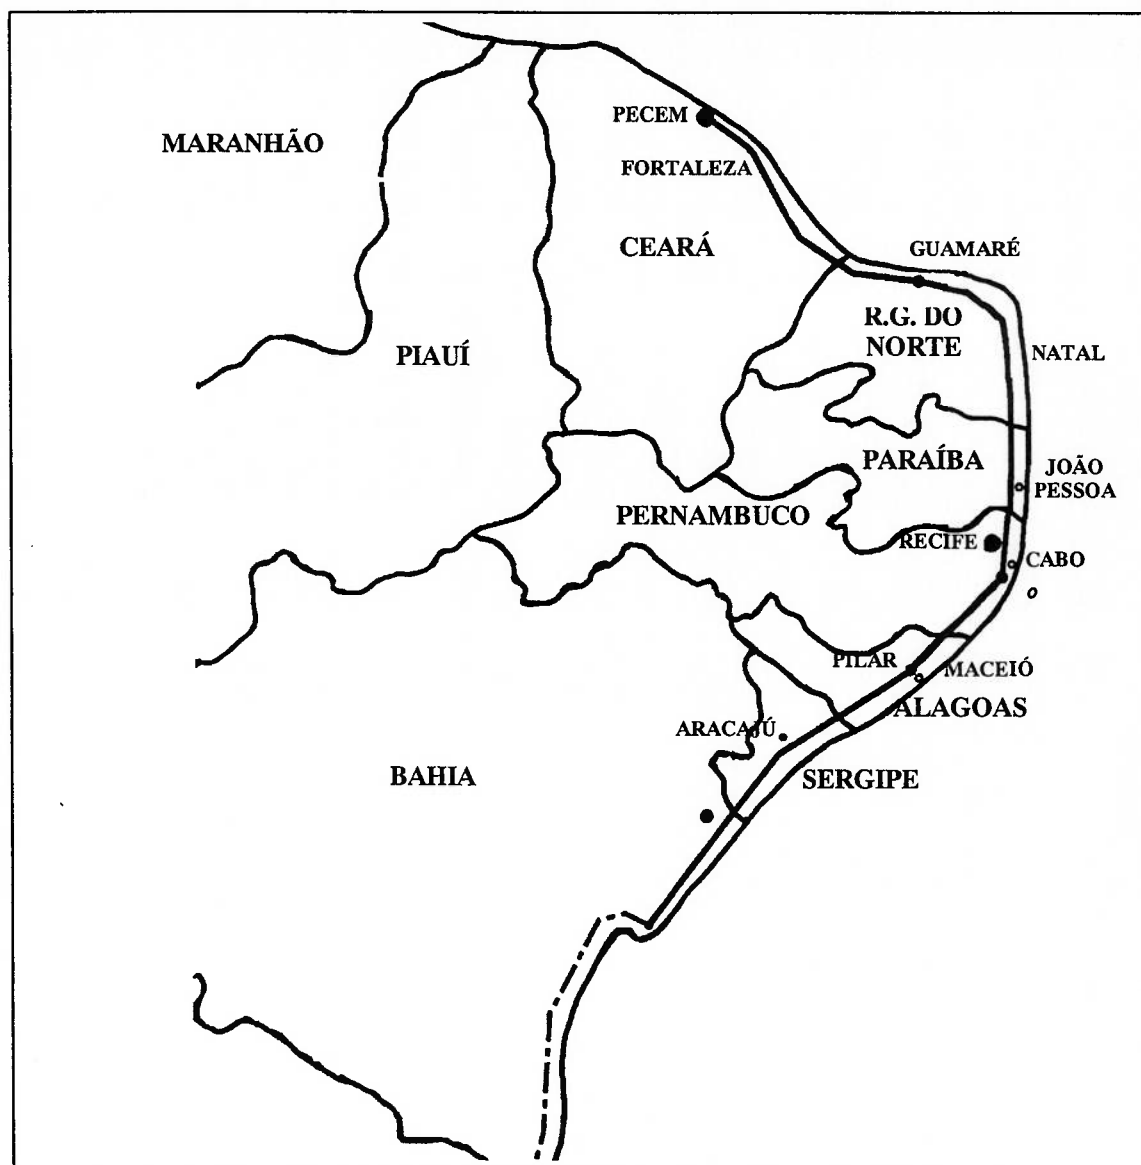 PECEM
MARANHÃO
FORTALEZA
CEARÁ
GUAMARÉ
R.G. DO
NORTE
PIAUÍ
NATAL
PARAÍBA
JOÃO
PESSOA
PERNAMBUCO
RECIFE
CABO
PILAR
MACEIÓ
ALAGOAS
ARACAJÚ
BAHIA
SERGIPE